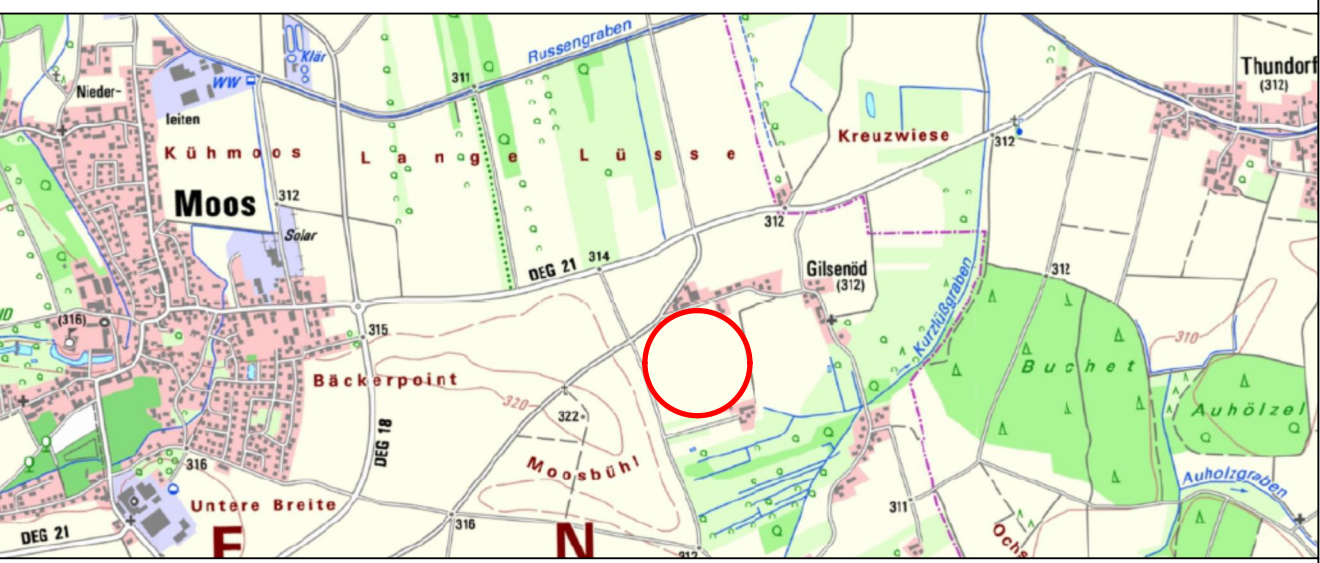 Klär
Russengraben
WW
311
Thundorf
(312)
Nieder-
leiten
Kreuzwiese
312
Kühmoos
Lange Lüsse
Moos
312
312
Solar
DEG 21
314
Gilsenöd
(312)
312
Kurzlüßgraben
(316)
315
310
Buchet
Bäckerpoint
320
322
Auhölzel
DEG 18
316
Moosbühl
Auholzgraben
Untere Breite
316
311
DEG 21
F
N
Ochs
312